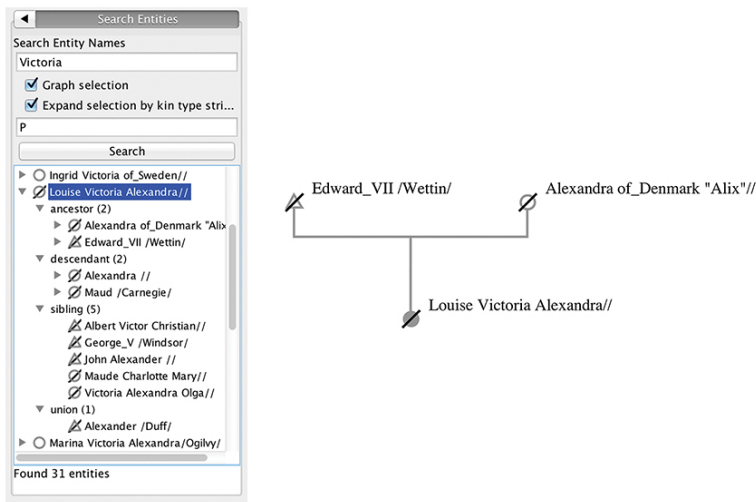 Search Entities
Search Entity Names
Victoria
Graph selection
Expand selection by kin type stri...
P
Search
Ingrid Victoria of_Sweden//
Louise Victoria Alexandra//
ancestor (2)
Alexandra of_Denmark "Alix
Edward_VII /Wettin/
descendant (2)
Alexandra //
Maud /Carnegie/
sibling (5)
Albert Victor Christian//
George_V /Windsor/
John Alexander //
Maude Charlotte Mary//
Victoria Alexandra Olga//
union (1)
Alexander /Duff/
Marina Victoria Alexandra/Ogilvy/
Found 31 entities
Edward_VII /Wettin/
Alexandra of_Denmark "Alix"//
Louise Victoria Alexandra//